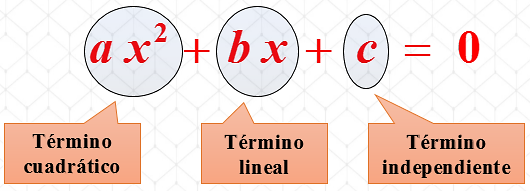 a x² + b x + c = 0
Término
cuadrático
Término
lineal
Término
independiente